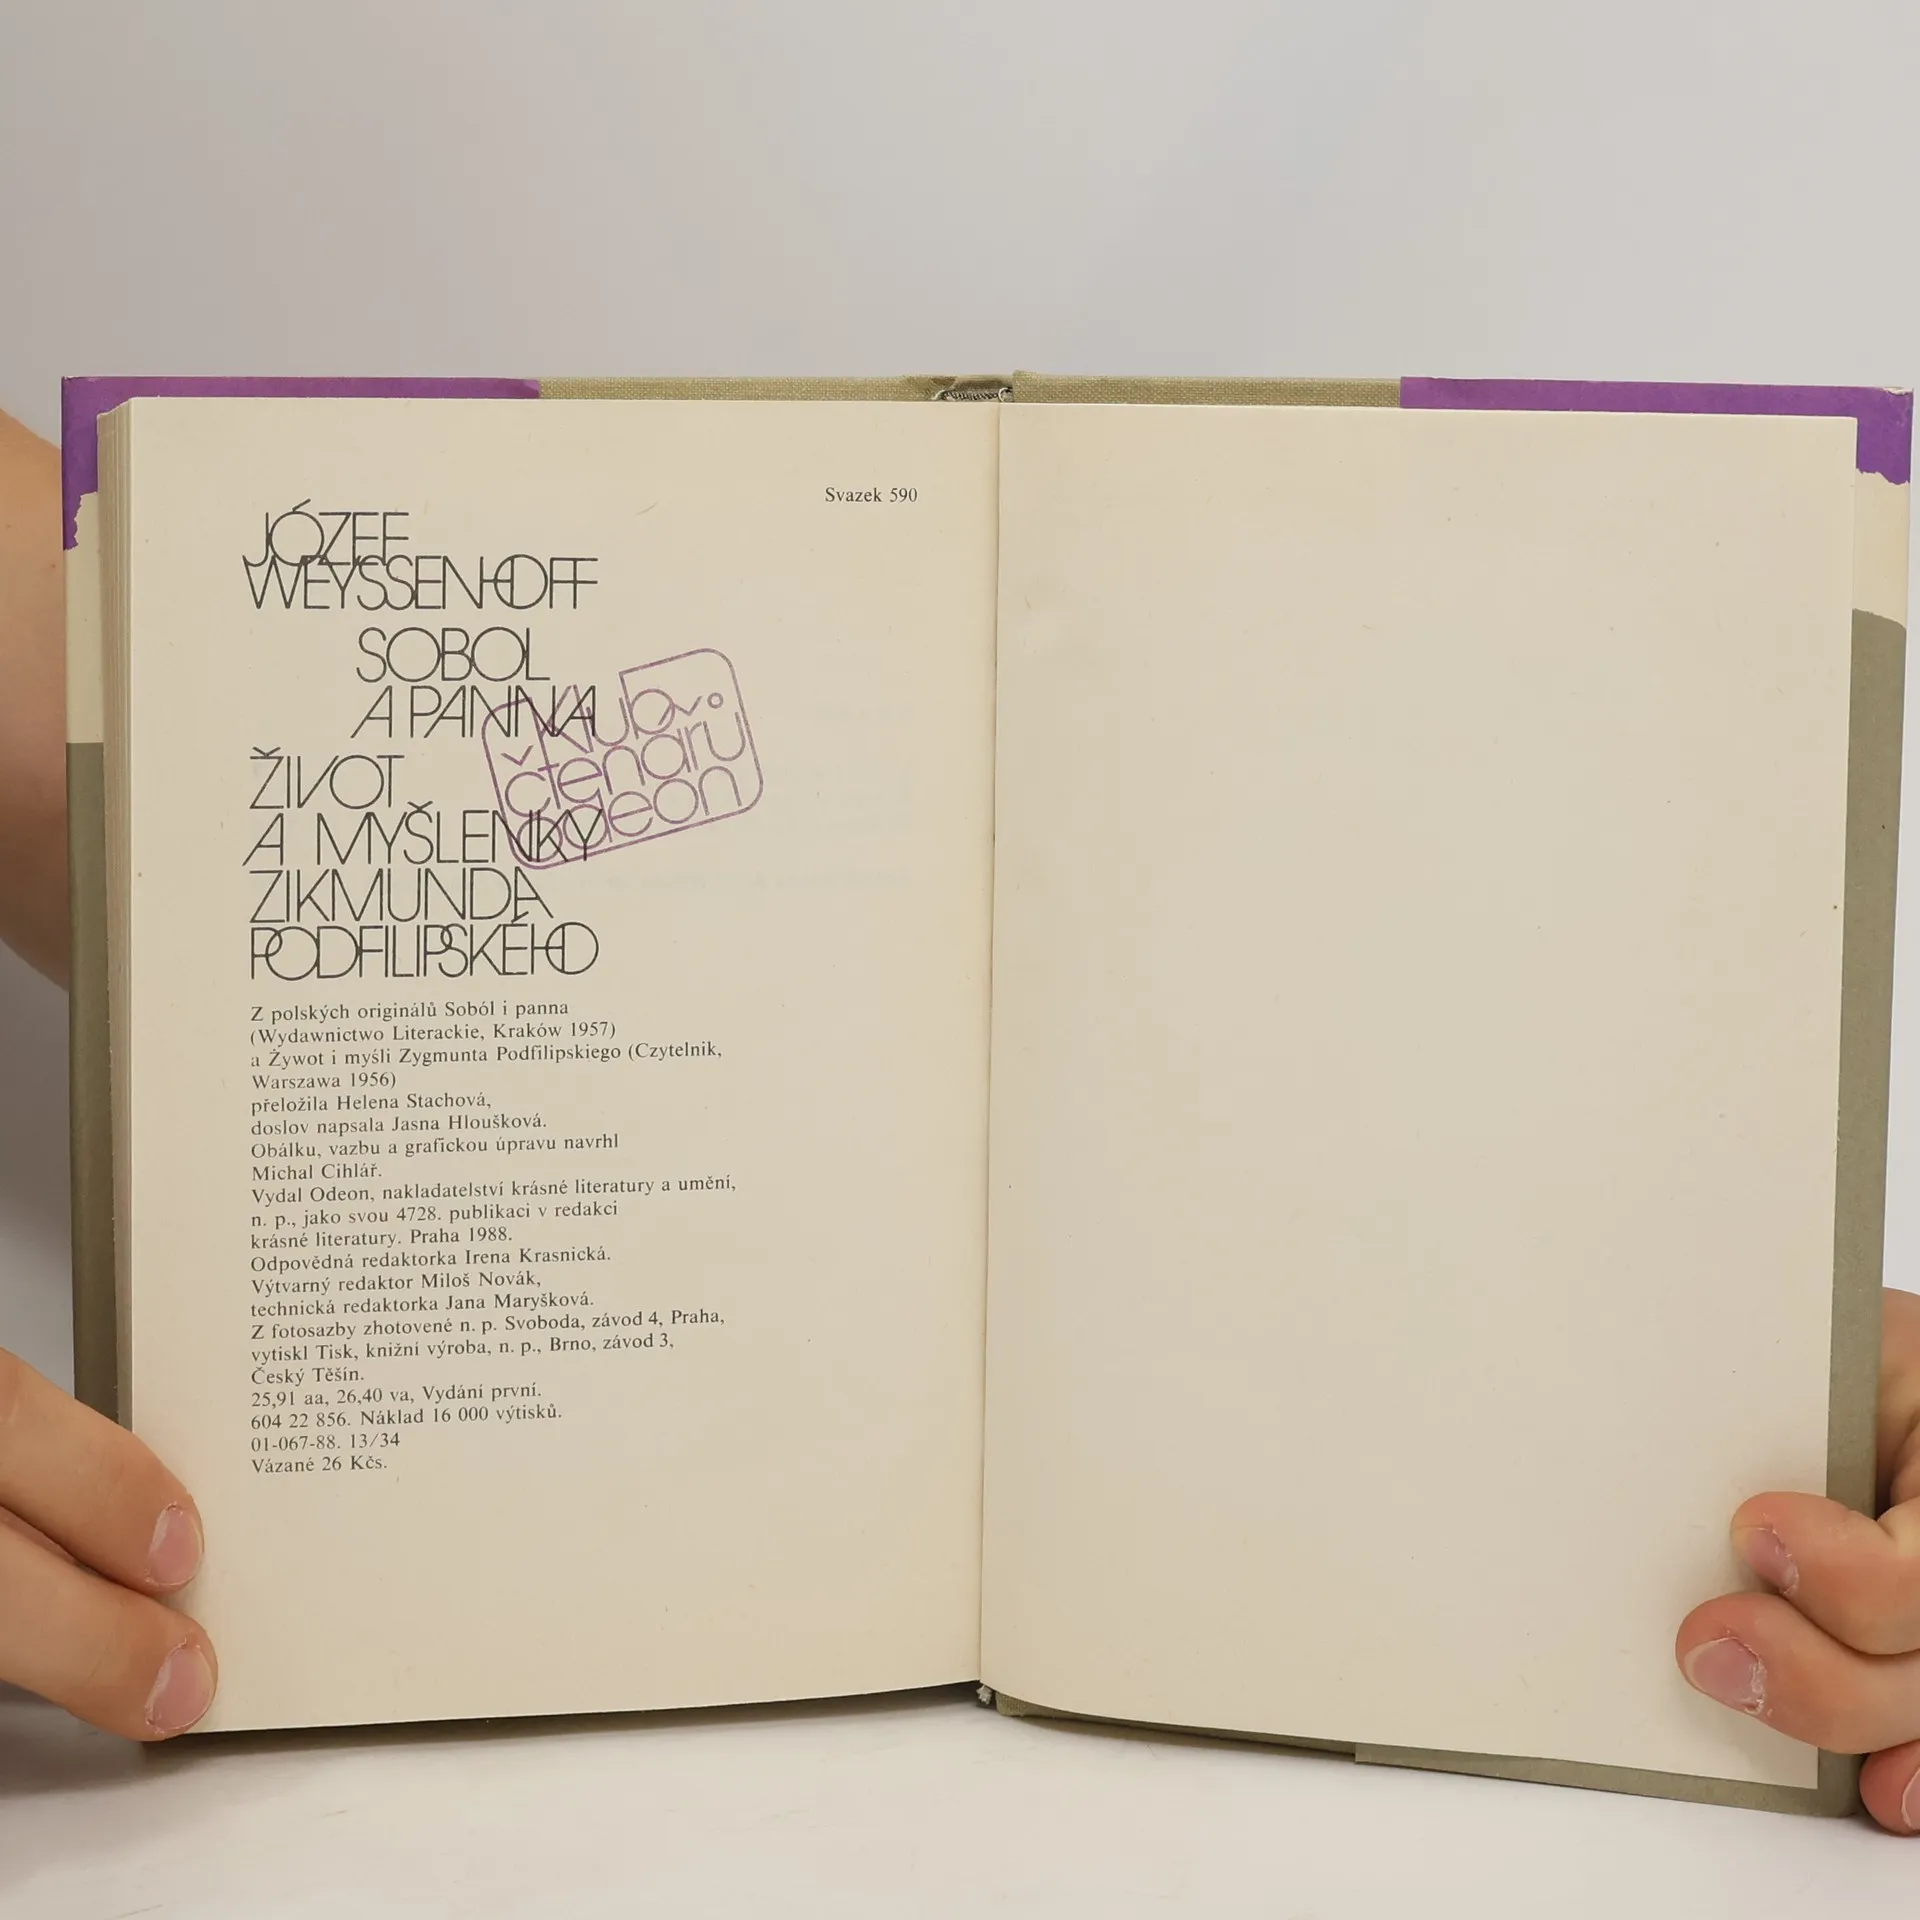 Svazek 590
JÓZEF
WEYSSENHOFF
SOBOL
A PANNA
ŽIVOT
A MYŠLENKY
ZIKMUNDA
PODFILIPSKÉHO
klub
čtenářů
odeon
Z polských originálů Soból i panna
(Wydawnictwo Literackie, Kraków 1957)
a Żywot i myśli Zygmunta Podfilipskiego (Czytelnik,
Warszawa 1956)
přeložila Helena Stachová,
doslov napsala Jasna Hloušková.
Obálku, vazbu a grafickou úpravu navrhl
Michal Cihlář.
Vydal Odeon, nakladatelství krásné literatury a umění,
n. p., jako svou 4728. publikaci v redakci
krásné literatury. Praha 1988.
Odpovědná redaktorka Irena Krasnická.
Výtvarný redaktor Miloš Novák,
technická redaktorka Jana Maryšková.
Z fotosazby zhotovené n. p. Svoboda, závod 4, Praha,
vytiskl Tisk, knižní výroba, n. p., Brno, závod 3,
Český Těšín.
25,91 aa, 26,40 va, Vydání první.
604 22 856. Náklad 16 000 výtisků.
01-067-88. 13/34
Vázané 26 Kčs.